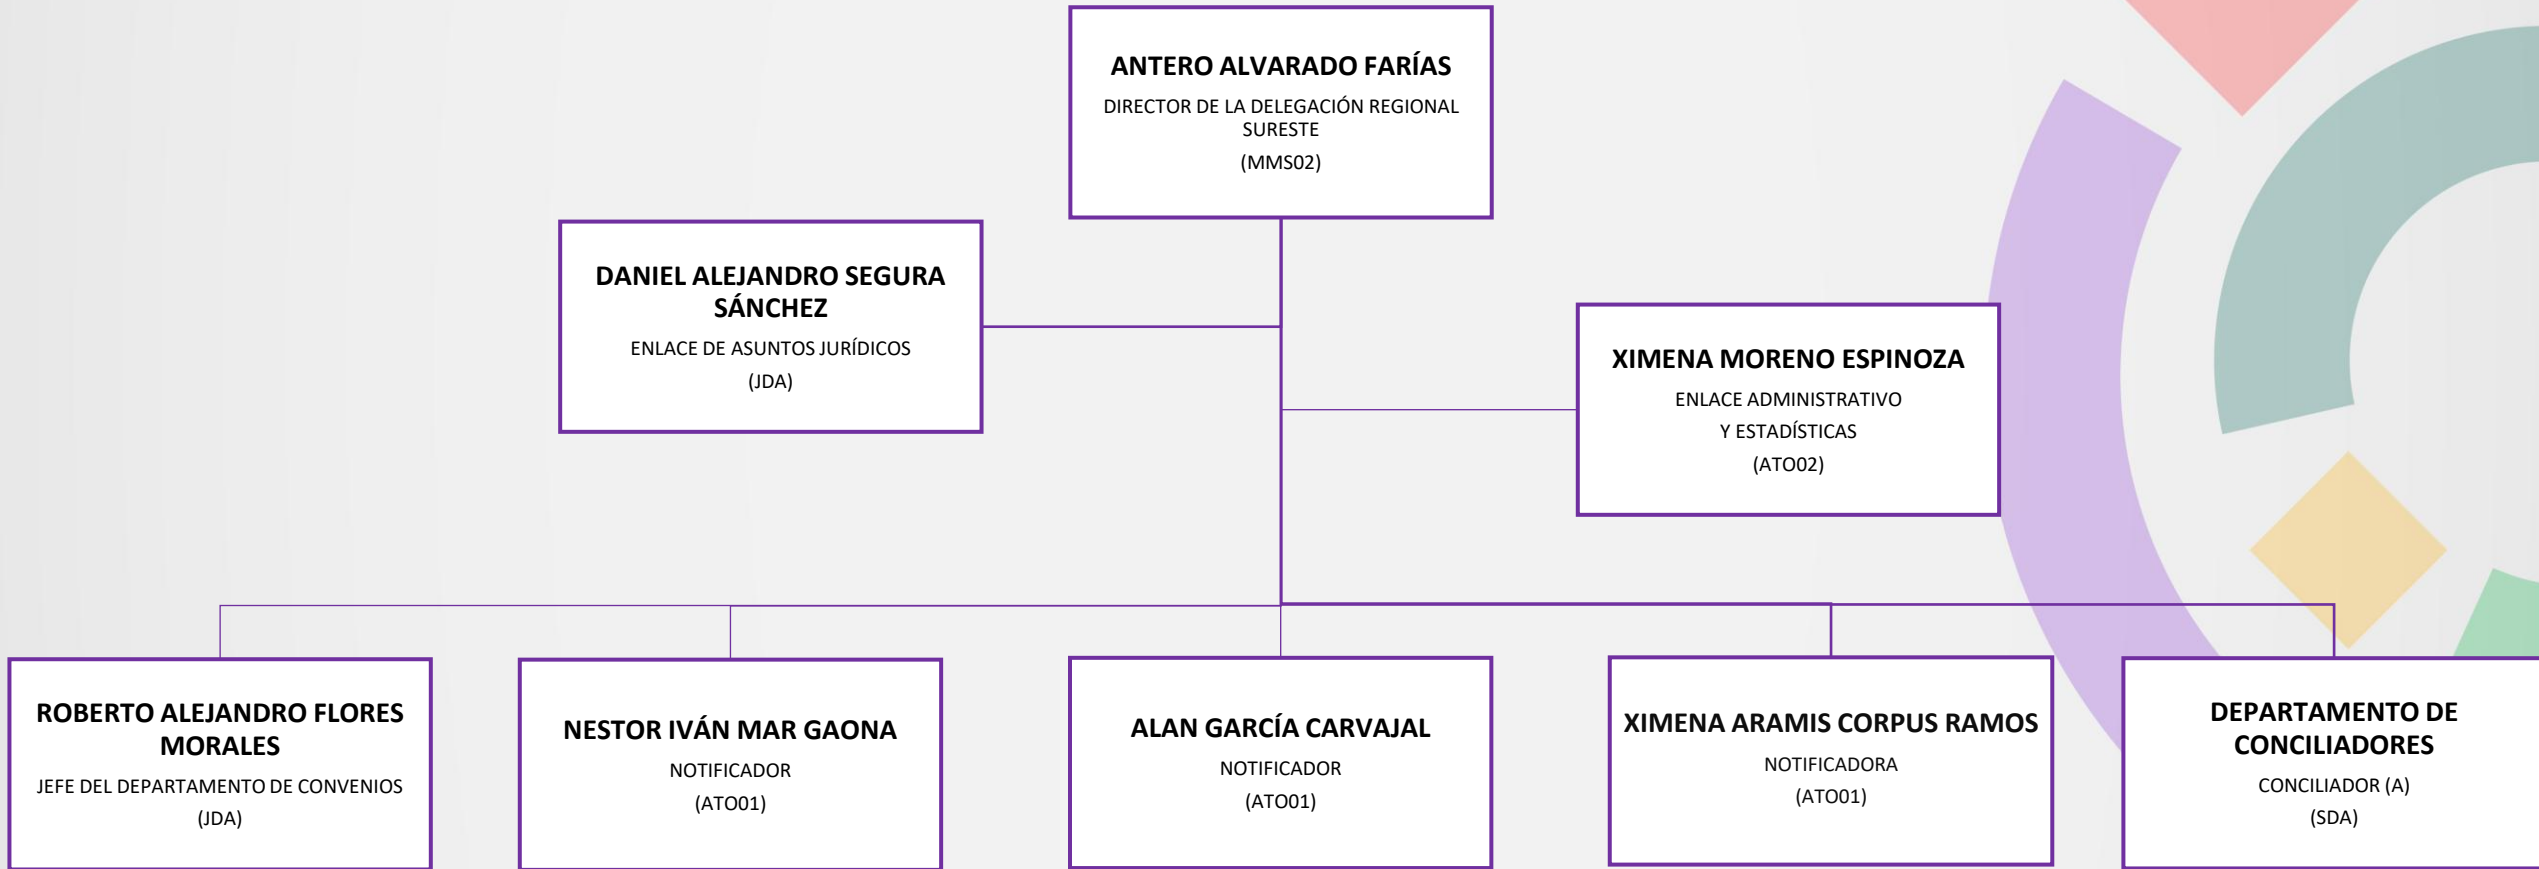 ANTERO ALVARADO FARÍAS
DIRECTOR DE LA DELEGACIÓN REGIONAL
SURESTE
(MMS02)
DANIEL ALEJANDRO SEGURA
SÁNCHEZ
ENLACE DE ASUNTOS JURÍDICOS
(JDA)
XIMENA MORENO ESPINOZA
ENLACE ADMINISTRATIVO
Y ESTADÍSTICAS
(ATO02)
ROBERTO ALEJANDRO FLORES
MORALES
JEFE DEL DEPARTAMENTO DE CONVENIOS
(JDA)
NESTOR IVÁN MAR GAONA
NOTIFICADOR
(ATO01)
ALAN GARCÍA CARVAJAL
NOTIFICADOR
(ATO01)
XIMENA ARAMIS CORPUS RAMOS
NOTIFICADORA
(ATO01)
DEPARTAMENTO DE
CONCILIADORES
CONCILIADOR (A)
(SDA)